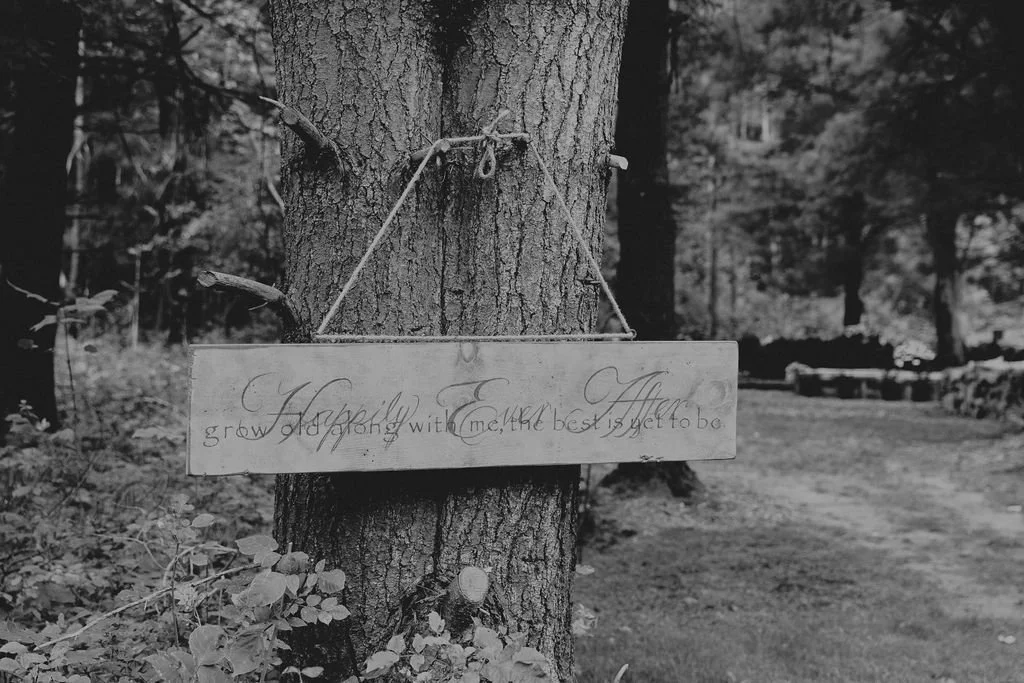 Happily Ever After
grow old along with me, the best is yet to be